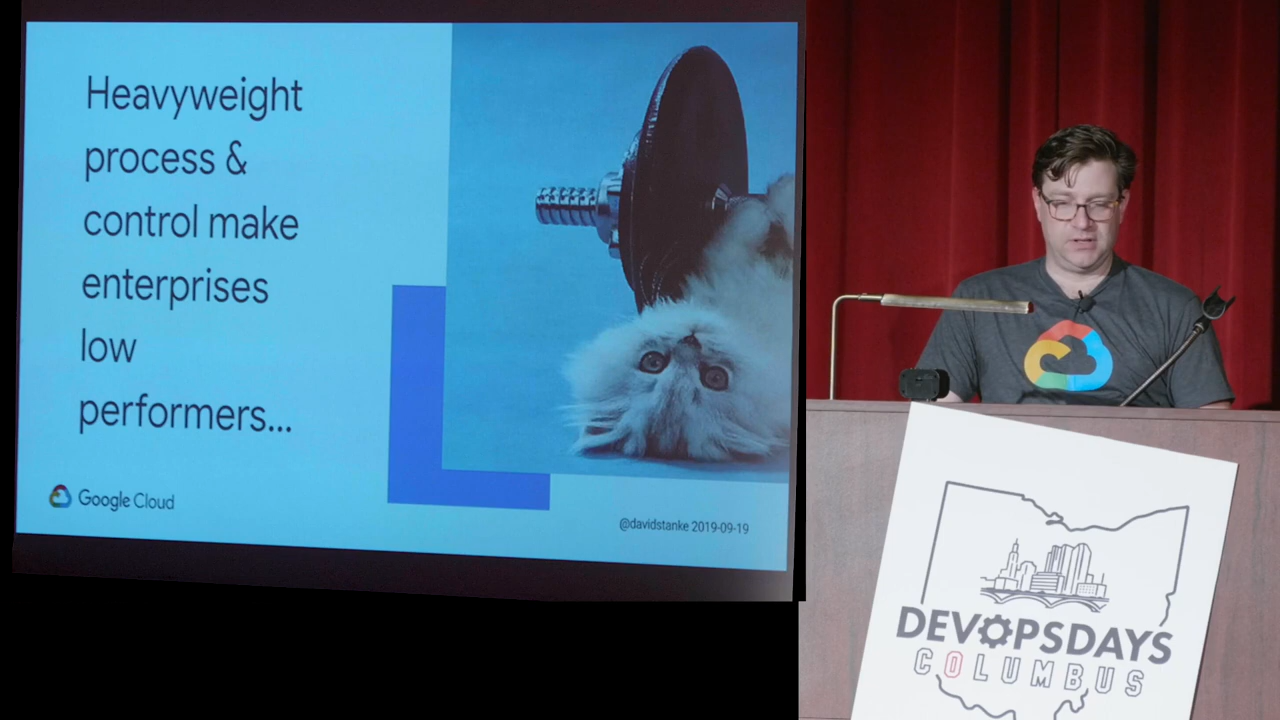 Heavyweight
process &
control make
enterprises
low
performers...
Google Cloud
@davidstanke 2019-09-19
DEVOPSDAYS
COLUMBUS